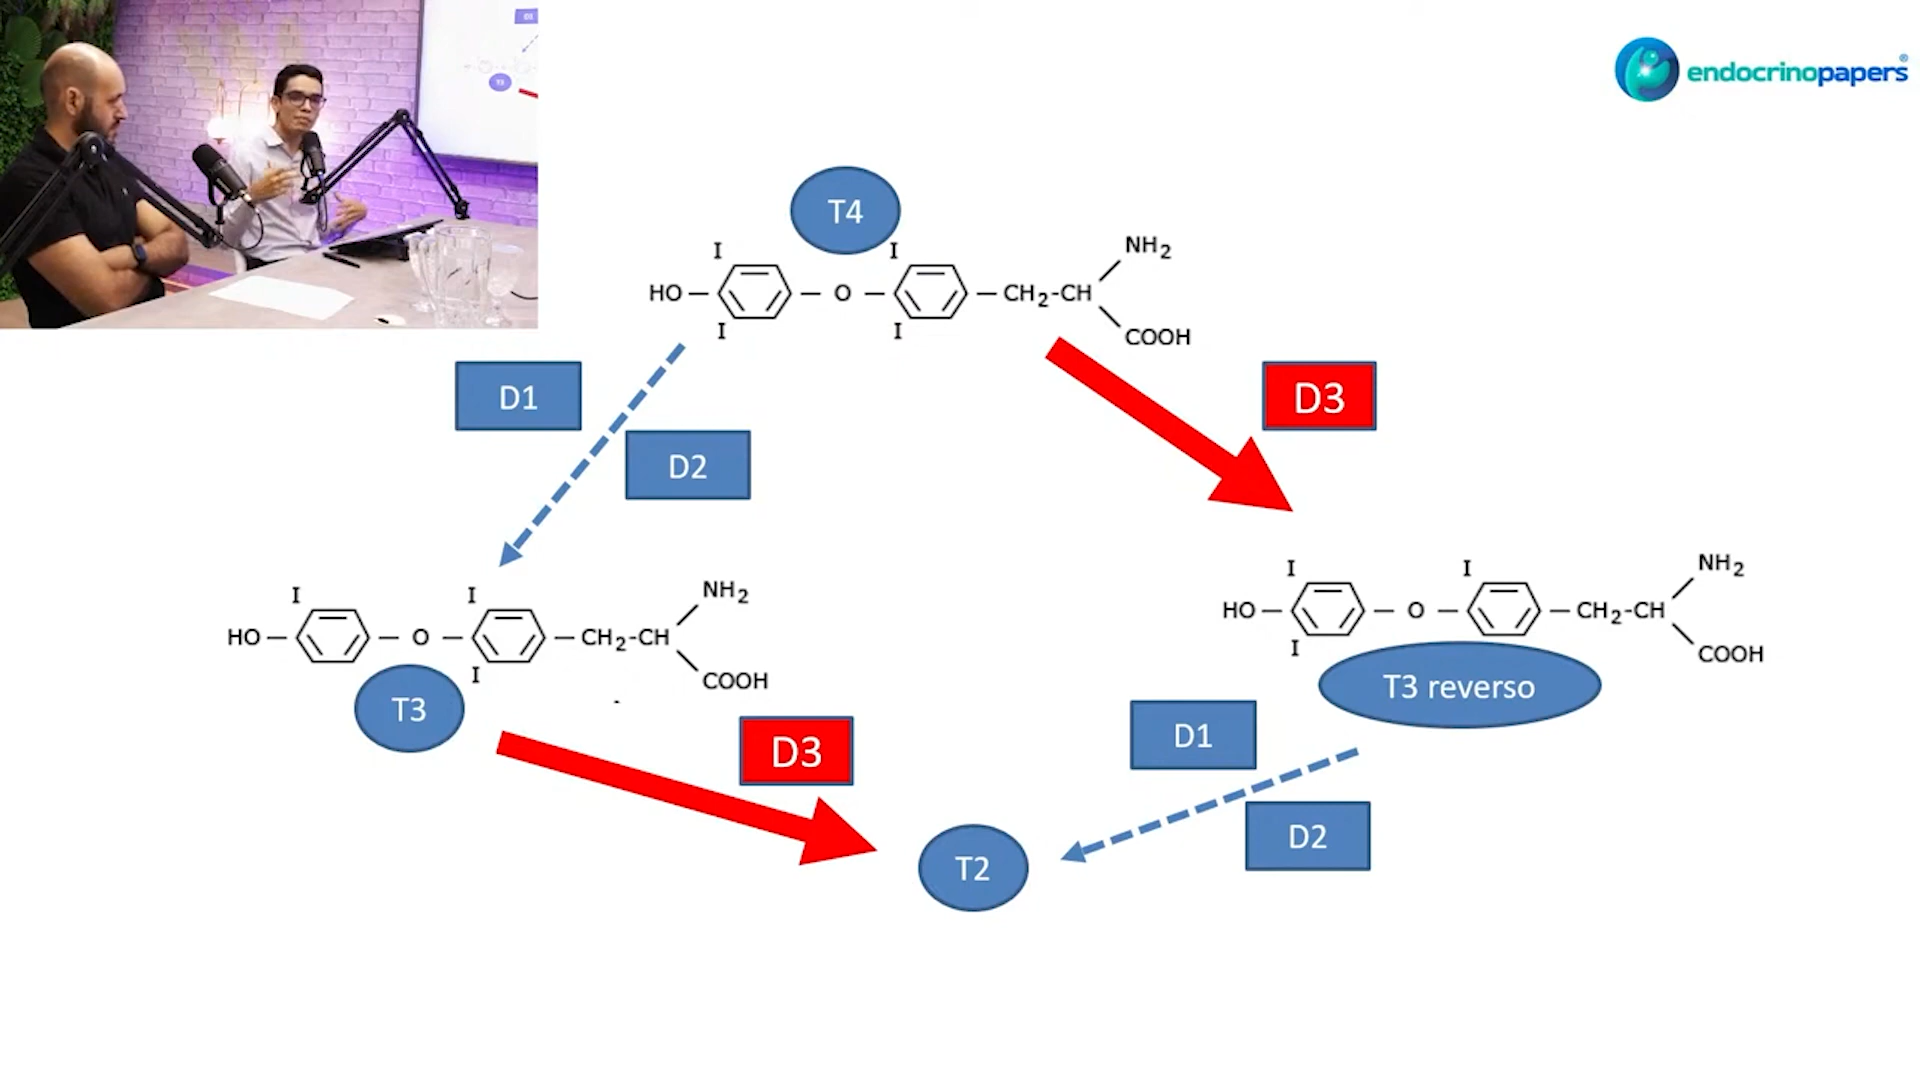 endocrinopapers®
T4
I I NH2
HO O CH2-CH
I I COOH
D1
D3
D2
I I NH2
HO O CH2-CH
I COOH
T3
I I NH2
HO O CH2-CH
I COOH
T3 reverso
D3
D1
D2
T2